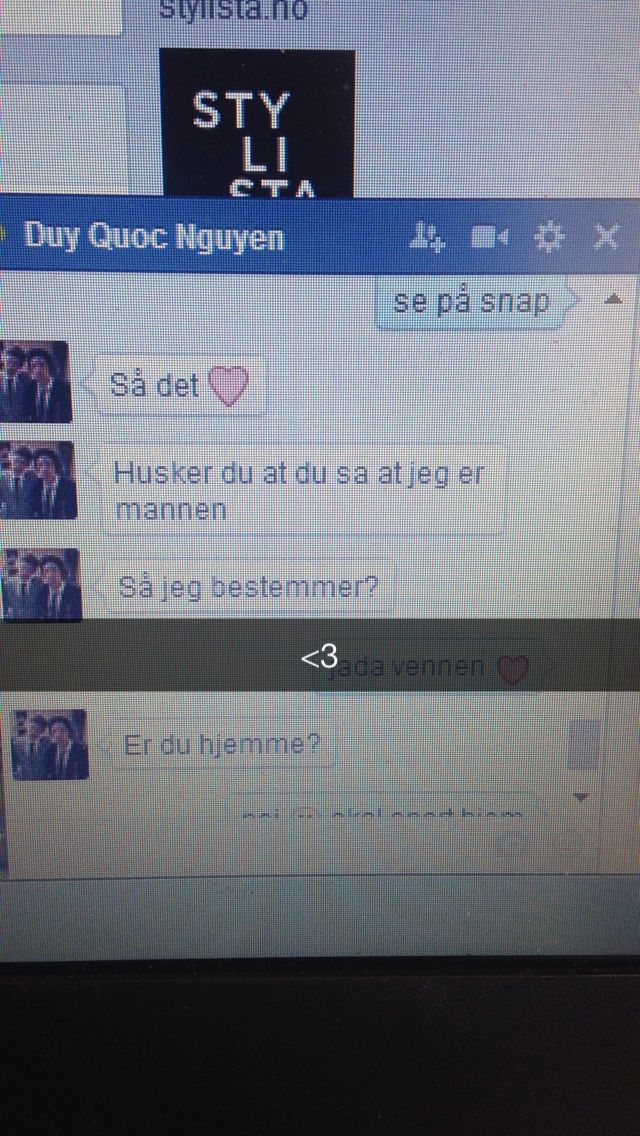 stylista.no
STY
LI
STA
Duy Quoc Nguyen
se på snap
Så det
Husker du at du sa at jeg er
mannen
Så jeg bestemmer?
<3
jada vennen
Er du hjemme?